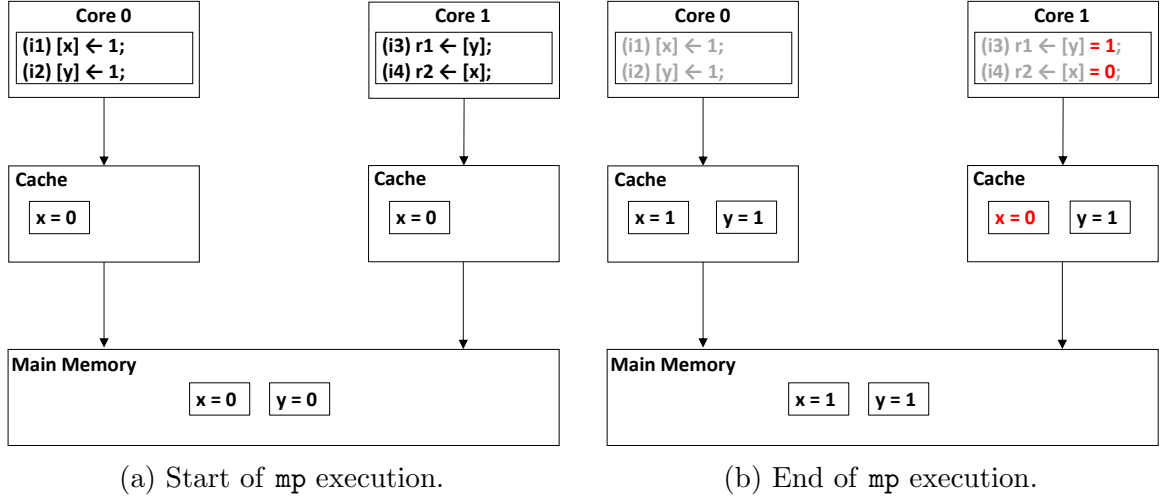 Core 0
(i1) [x] ← 1;
(i2) [y] ← 1;
Core 1
(i3) r1 ← [y];
(i4) r2 ← [x];
Cache
x = 0
Cache
x = 0
Main Memory
x = 0
y = 0
(a) Start of mp execution.
Core 0
(i1) [x] ← 1;
(i2) [y] ← 1;
Core 1
(i3) r1 ← [y] = 1;
(i4) r2 ← [x] = 0;
Cache
x = 1
y = 1
Cache
x = 0
y = 1
Main Memory
x = 1
y = 1
(b) End of mp execution.